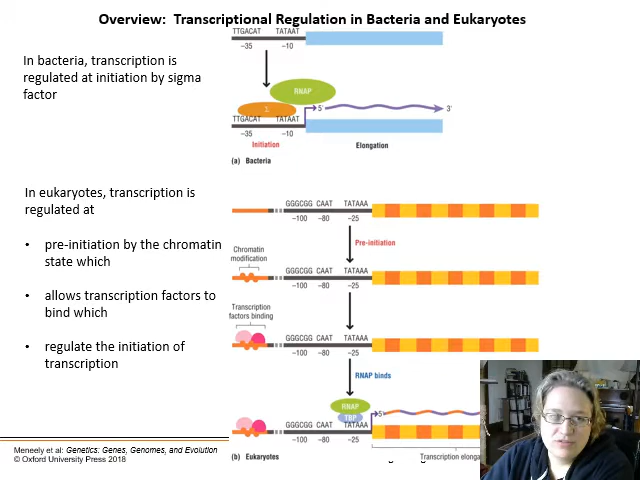 Overview: Transcriptional Regulation in Bacteria and Eukaryotes
In bacteria, transcription is
regulated at initiation by sigma
factor
TTGACAT TATAAT
−35 −10
RNAP
Σ
5′ 3′
TTGACAT TATAAT
−35 −10
Initiation Elongation
(a) Bacteria
In eukaryotes, transcription is
regulated at
• pre-initiation by the chromatin
state which
• allows transcription factors to
bind which
• regulate the initiation of
transcription
GGGCGG CAAT TATAAA
−100 −80 −25
Pre-initiation
Chromatin
modification
GGGCGG CAAT TATAAA
−100 −80 −25
Transcription
factors binding
GGGCGG CAAT TATAAA
−100 −80 −25
RNAP binds
RNAP
TBP
5′
GGGCGG CAAT TATAAA
−100 −80 −25
(b) Eukaryotes
Transcription
Meneely et al: Genetics: Genes, Genomes, and Evolution
© Oxford University Press 2018